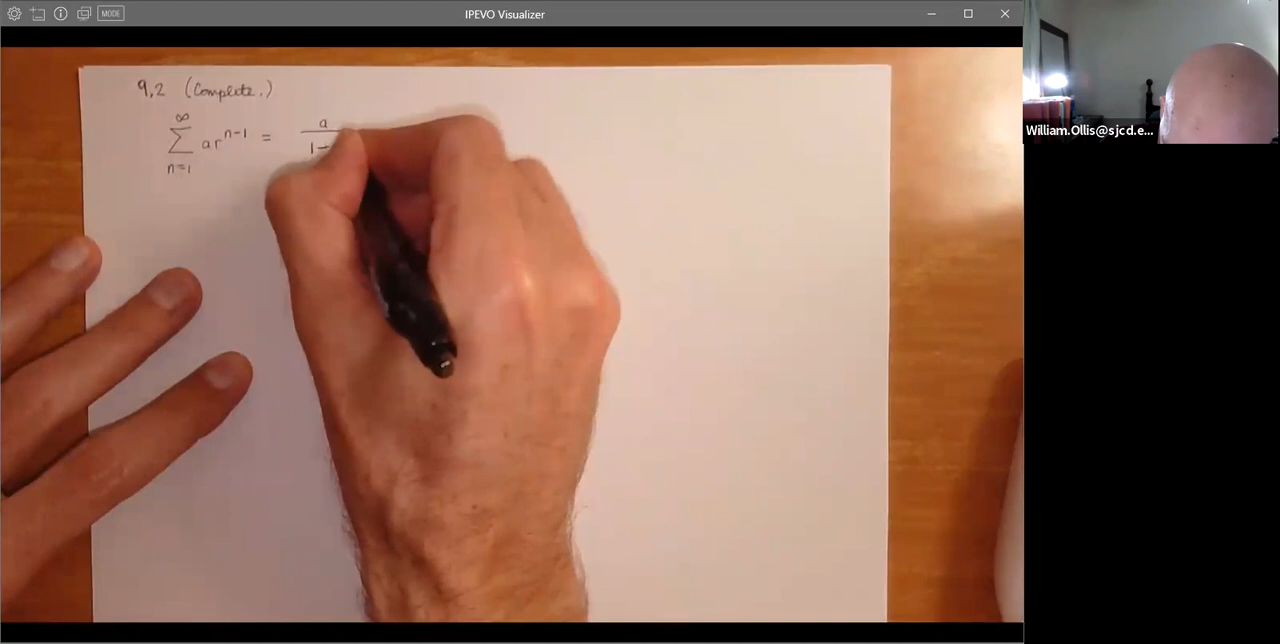 MODE
IPEVO Visualizer
William.Ollis@sjcd.e...
9.2 (Complete.)
∞
∑ ar^{n-1} = a
n=1
1-